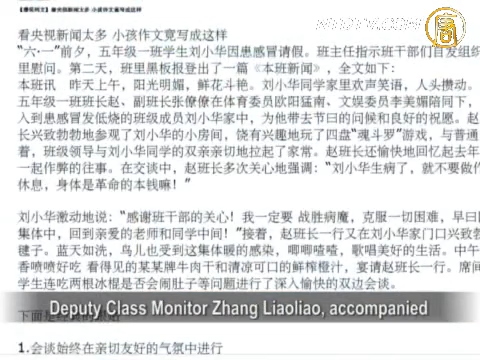 【爆笑网文】看央视新闻太多 小孩作文竟写成这样
看央视新闻太多，小孩作文竟写成这样
“六·一”前夕，五年级一班学生刘小华因患感冒请假。班主任指示班干部们自发组织
里慰问。第二天，班里黑板报登出了一篇《本班新闻》，全文如下：
本班讯 昨天上午，阳光明媚，鲜花斗艳。刘小华同学家里欢声笑语，人头攒动。
五年级一班班长赵、副班长张僚僚在体育委员欧阳猛南、文娱委员李美媚陪同下，
入到患感冒发低烧的班级成员刘小华家中，为他带去节日的问候和良好的祝愿。赵
长兴致勃勃地参观了刘小华的小房间，饶有兴趣地玩了四盘“魂斗罗”游戏，与普通
着，班级领导与刘小华同学的双亲亲切地拉起了家常。赵班长还愉快地回忆起去年
一起作弊的往事。在交谈中，赵班长多次关心地强调：“刘小华生病了，就不要做作
休息，身体是革命的本钱嘛！”
刘小华激动地说：“感谢班干部的关心！我一定要 战胜病魔，克服一切困难，早日
集体中，回到亲爱的老师和同学中间！”接着，赵班长一行又在刘小华家门口兴致勃
毽子。蓝天如洗，鸟儿也受到这集体暖的感染，唧唧喳喳，歌唱美好的生活。中午
香喷喷好吃 看得见的某某牌牛肉干和清凉可口的鲜榨橙汁，宴请赵班长一行。席间
学生连吃两根冰棍是否会闹肚子等问题进行了深入愉快的双边会谈。
Deputy Class Monitor Zhang Liaoliao, accompanied
1.会谈始终在亲切友好的气氛中进行